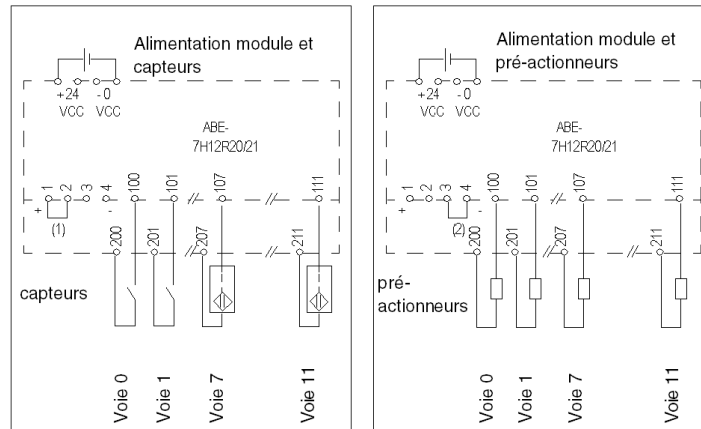 Alimentation module et
capteurs
+24 -0
VCC VCC
ABE-
7H12R20/21
1 2 3 4 100 101 107 111
+ (1) -
200 201 207 211
capteurs
Voie 0 Voie 1 Voie 7 Voie 11
Alimentation module et
pré-actionneurs
+24 -0
VCC VCC
ABE-
7H12R20/21
1 2 3 4 100 101 107 111
+ (2) -
200 201 207 211
pré-
actionneurs
Voie 0 Voie 1 Voie 7 Voie 11